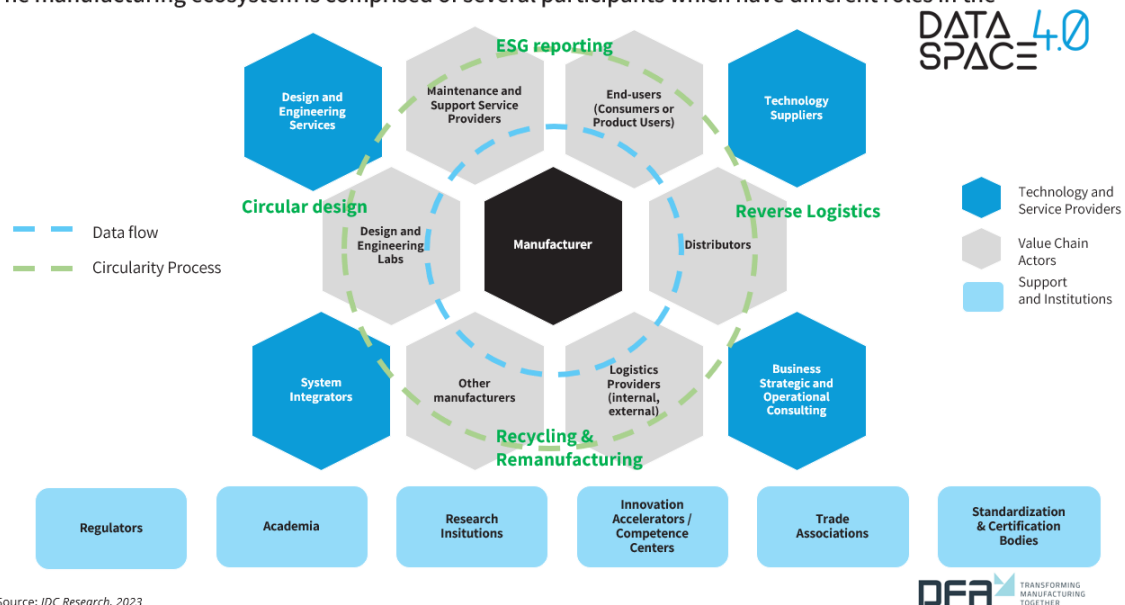 The manufacturing ecosystem is comprised of several participants which have different roles in the
DATA
SPACE 4.0
ESG reporting
Design and
Engineering
Services
Maintenance and
Support Service
Providers
End-users
(Consumers or
Product Users)
Technology
Suppliers
Circular design
Reverse Logistics
Technology and
Service Providers
Data flow
Circularity Process
Design and
Engineering
Labs
Manufacturer
Distributors
Value Chain
Actors
Support
and Institutions
System
Integrators
Other
manufacturers
Logistics
Providers
(internal,
external)
Business
Strategic and
Operational
Consulting
Recycling &
Remanufacturing
Regulators
Academia
Research
Insitutions
Innovation
Accelerators /
Competence
Centers
Trade
Associations
Standardization
& Certification
Bodies
Source: IDC Research, 2023
DFA
TRANSFORMING
MANUFACTURING
TOGETHER